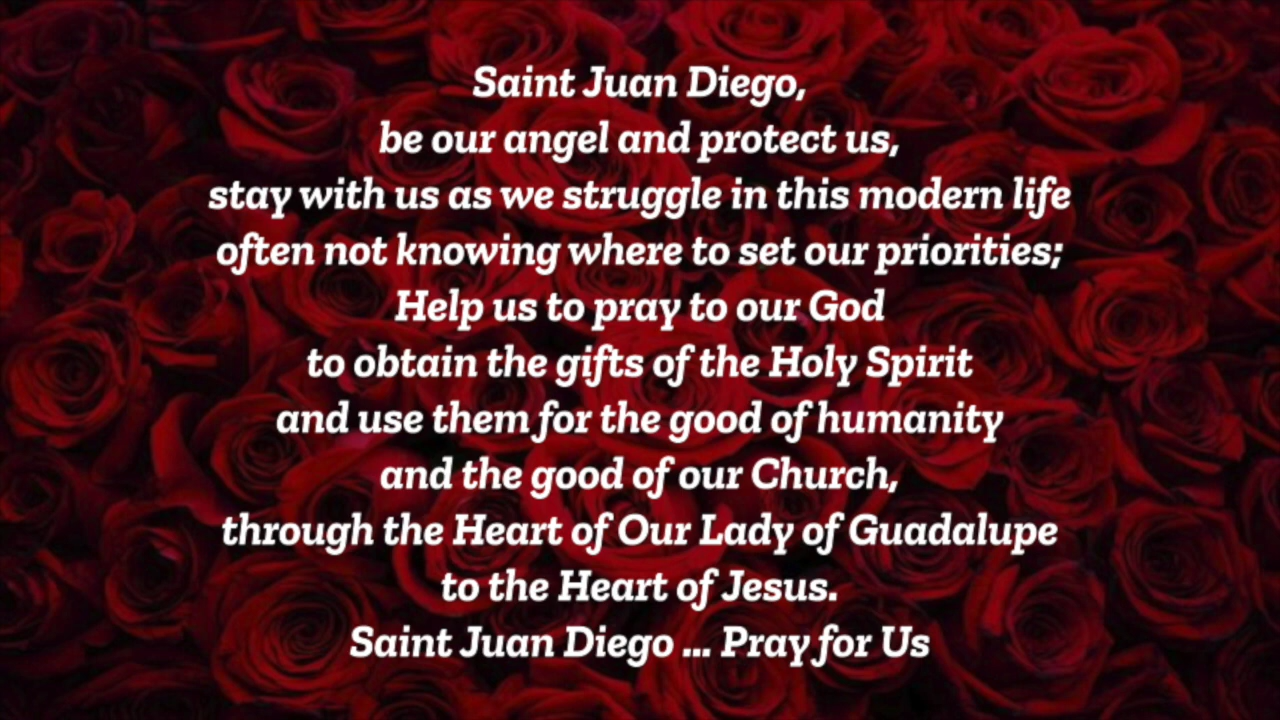 Saint Juan Diego,
be our angel and protect us,
stay with us as we struggle in this modern life
often not knowing where to set our priorities;
Help us to pray to our God
to obtain the gifts of the Holy Spirit
and use them for the good of humanity
and the good of our Church,
through the Heart of Our Lady of Guadalupe
to the Heart of Jesus.
Saint Juan Diego ... Pray for Us